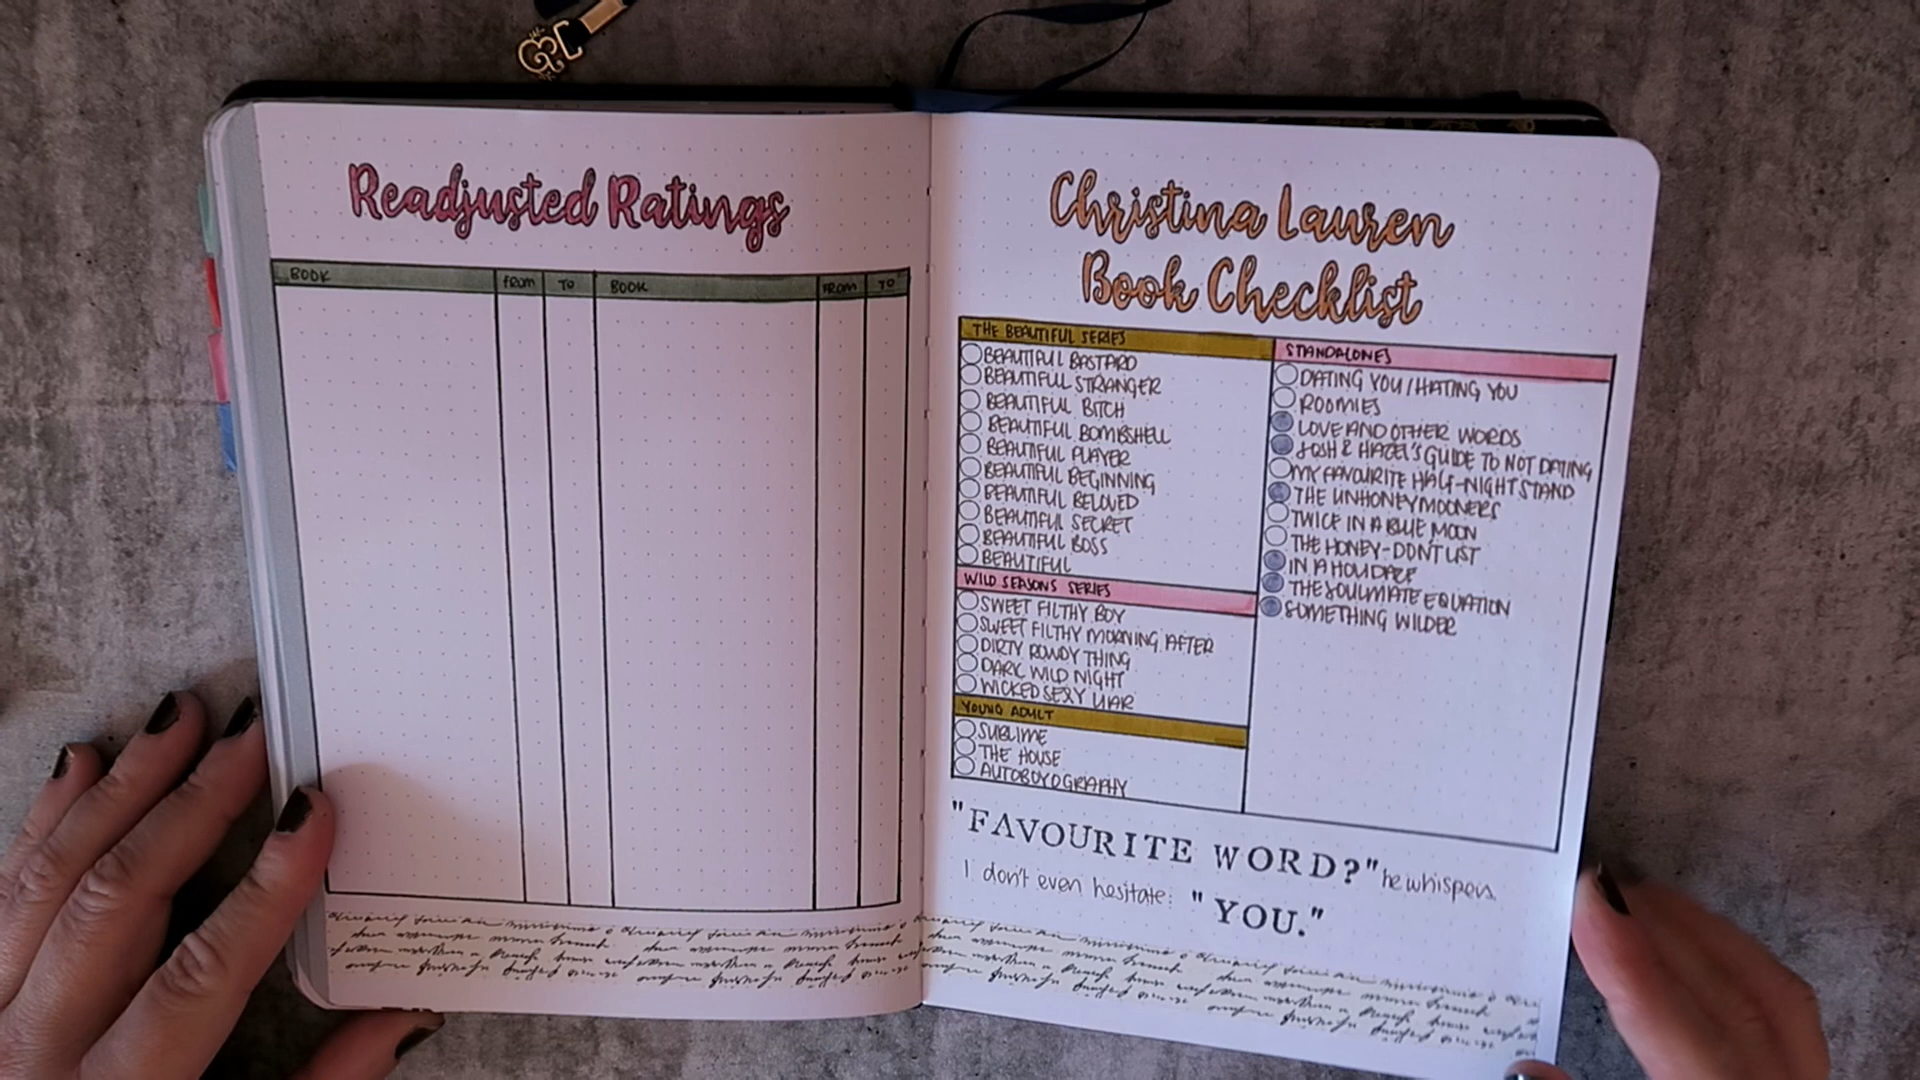 Readjusted Ratings
BOOK FROM TO BOOK FROM TO
Christina Lauren
Book Checklist
THE BEAUTIFUL SERIES
BEAUTIFUL BASTARD
BEAUTIFUL STRANGER
BEAUTIFUL BITCH
BEAUTIFUL BOMBSHELL
BEAUTIFUL PLAYER
BEAUTIFUL BEGINNING
BEAUTIFUL BELOVED
BEAUTIFUL SECRET
BEAUTIFUL BOSS
BEAUTIFUL
WILD SEASONS SERIES
SWEET FILTHY BOY
SWEET FILTHY MORNING AFTER
DIRTY ROWDY THING
DARK WILD NIGHT
WICKED SEXY LIAR
YOUNG ADULT
SUBLIME
THE HOUSE
AUTOBOYOGRAPHY
STANDALONES
DATING YOU / HATING YOU
ROOMIES
LOVE AND OTHER WORDS
JOSH & HAZEL'S GUIDE TO NOT DATING
MY FAVOURITE HALF-NIGHT STAND
THE UNHONEYMOONERS
TWICE IN A BLUE MOON
THE HONEY-DON'T LIST
IN A HOLIDAZE
THE SOULMATE EQUATION
SOMETHING WILDER
"FAVOURITE WORD?" he whispers.
I don't even hesitate: "YOU."